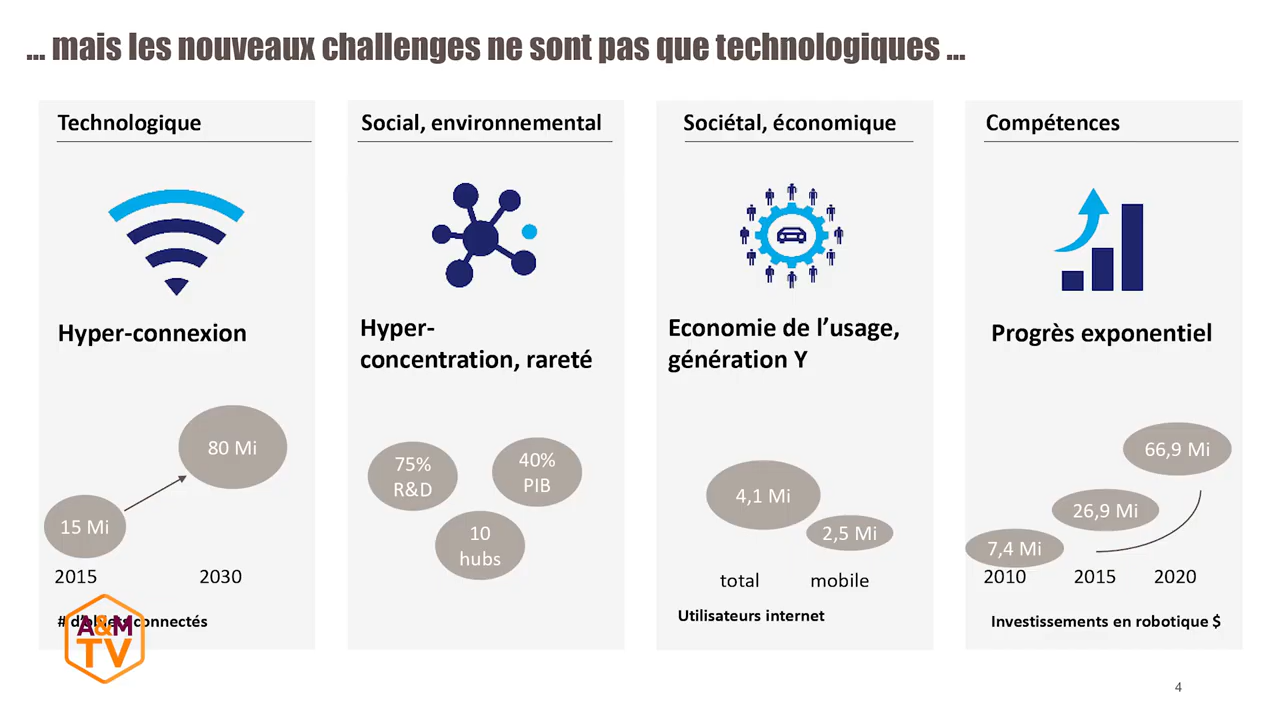 ... mais les nouveaux challenges ne sont pas que technologiques ...
Technologique
Hyper-connexion
80 Mi
15 Mi
2015
2030
# d'objets connectés
Social, environnemental
Hyper-
concentration, rareté
75%
R&D
40%
PIB
10
hubs
Sociétal, économique
Economie de l'usage,
génération Y
4,1 Mi
2,5 Mi
total
mobile
Utilisateurs internet
Compétences
Progrès exponentiel
66,9 Mi
26,9 Mi
7,4 Mi
2010
2015
2020
Investissements en robotique $
A&M
TV
4